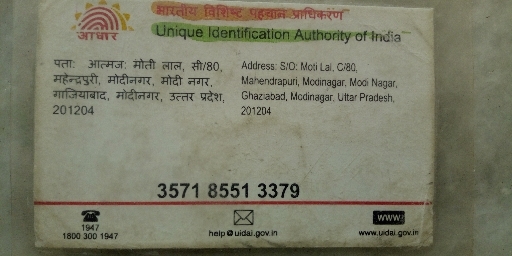 आधार
भारतीय विशिष्ट पहचान प्राधिकरण
Unique Identification Authority of India
पता: आत्मज: मोती लाल, सी/80,
महेन्द्रपुरी, मोदीनगर, मोदी नगर,
गाजियाबाद, मोदीनगर, उत्तर प्रदेश,
201204
Address: S/O: Moti Lal, C/80,
Mahendrapuri, Modinagar, Modi Nagar,
Ghaziabad, Modinagar, Uttar Pradesh,
201204
3571 8551 3379
1947
1800 300 1947
help@uidai.gov.in
www
www.uidai.gov.in